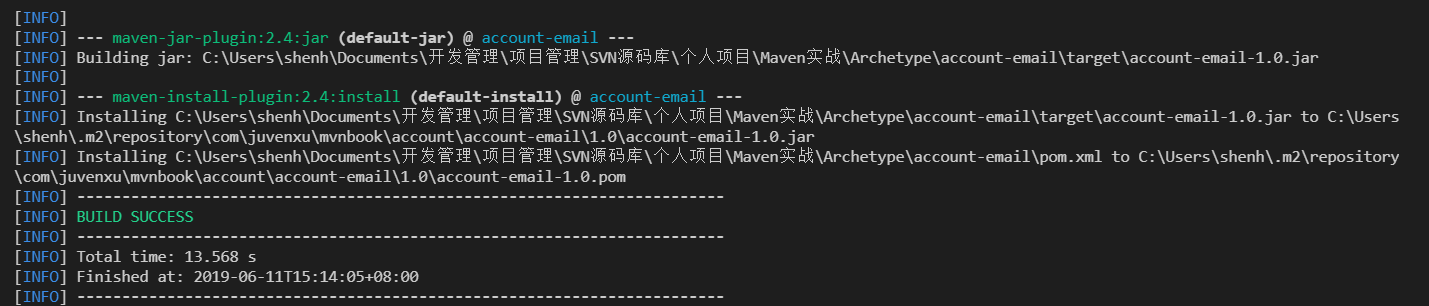 [INFO]
[INFO] --- maven-jar-plugin:2.4:jar (default-jar) @ account-email ---
[INFO] Building jar: C:\Users\shenh\Documents\开发管理\项目管理\SVN源码库\个人项目\Maven实战\Archetype\account-email\target\account-email-1.0.jar
[INFO]
[INFO] --- maven-install-plugin:2.4:install (default-install) @ account-email ---
[INFO] Installing C:\Users\shenh\Documents\开发管理\项目管理\SVN源码库\个人项目\Maven实战\Archetype\account-email\target\account-email-1.0.jar to C:\Users
\shenh\.m2\repository\com\juvenxu\mvnbook\account\account-email\1.0\account-email-1.0.jar
[INFO] Installing C:\Users\shenh\Documents\开发管理\项目管理\SVN源码库\个人项目\Maven实战\Archetype\account-email\pom.xml to C:\Users\shenh\.m2\repository
\com\juvenxu\mvnbook\account\account-email\1.0\account-email-1.0.pom
[INFO] ------------------------------------------------------------------------
[INFO] BUILD SUCCESS
[INFO] ------------------------------------------------------------------------
[INFO] Total time: 13.568 s
[INFO] Finished at: 2019-06-11T15:14:05+08:00
[INFO] ------------------------------------------------------------------------